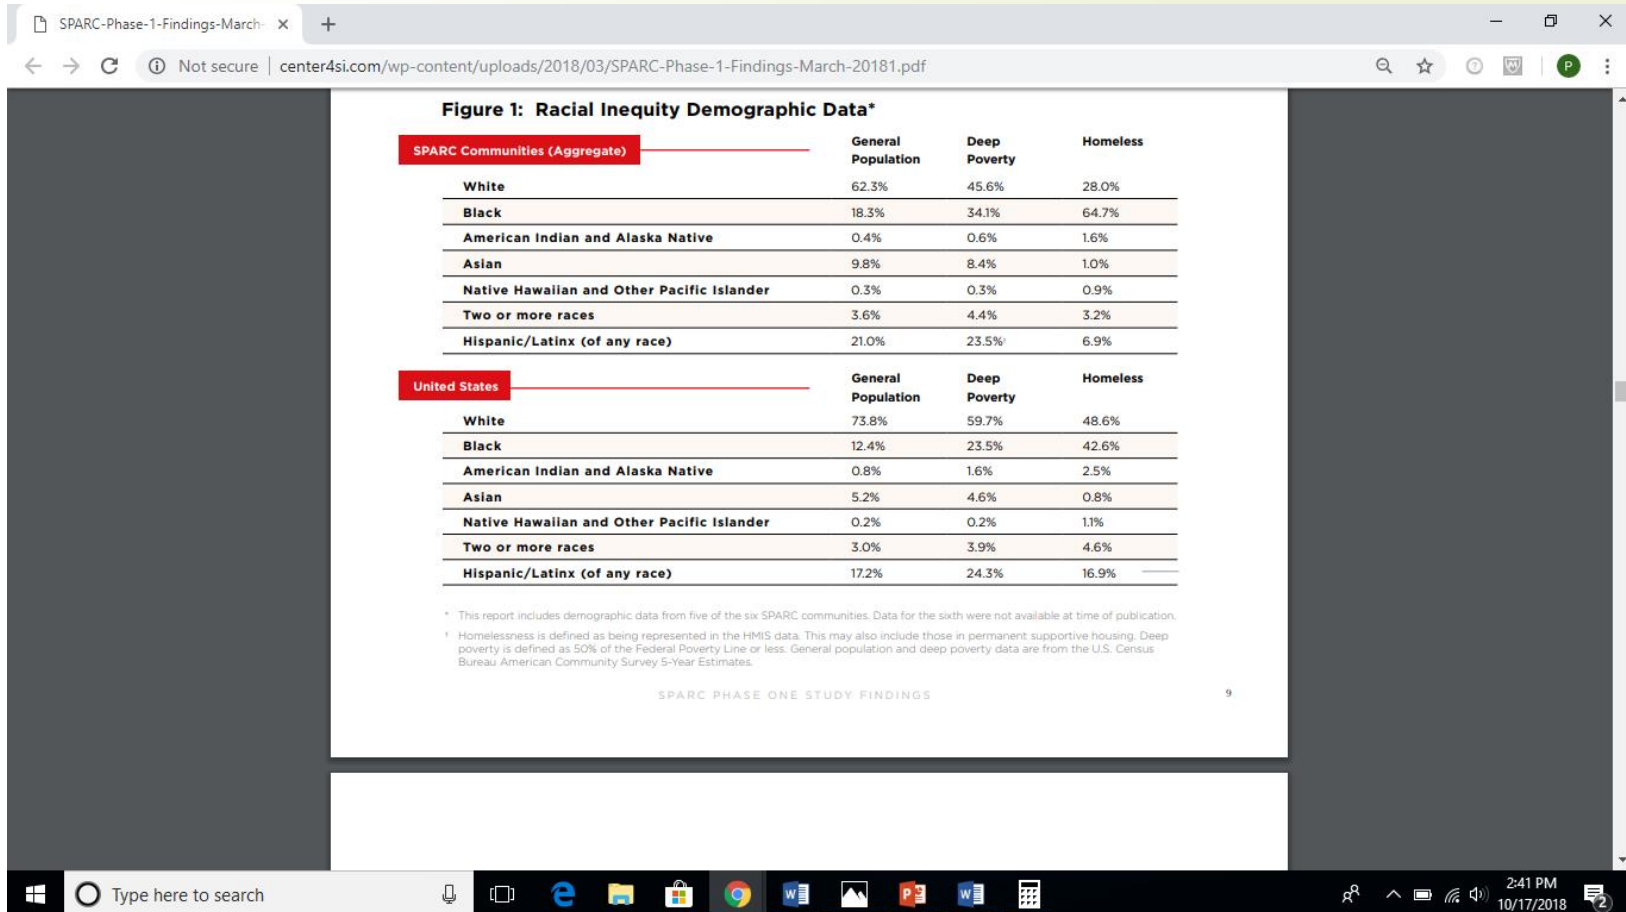 SPARC-Phase-1-Findings-March-
Not secure | center4si.com/wp-content/uploads/2018/03/SPARC-Phase-1-Findings-March-20181.pdf
P
Figure 1: Racial Inequity Demographic Data*
SPARC Communities (Aggregate) General Population Deep Poverty Homeless
White 62.3% 45.6% 28.0%
Black 18.3% 34.1% 64.7%
American Indian and Alaska Native 0.4% 0.6% 1.6%
Asian 9.8% 8.4% 1.0%
Native Hawaiian and Other Pacific Islander 0.3% 0.3% 0.9%
Two or more races 3.6% 4.4% 3.2%
Hispanic/Latinx (of any race) 21.0% 23.5% 6.9%
United States General Population Deep Poverty Homeless
White 73.8% 59.7% 48.6%
Black 12.4% 23.5% 42.6%
American Indian and Alaska Native 0.8% 1.6% 2.5%
Asian 5.2% 4.6% 0.8%
Native Hawaiian and Other Pacific Islander 0.2% 0.2% 1.1%
Two or more races 3.0% 3.9% 4.6%
Hispanic/Latinx (of any race) 17.2% 24.3% 16.9%
* This report includes demographic data from five of the six SPARC communities. Data for the sixth were not available at time of publication.
Homelessness is defined as being represented in the HMIS data. This may also include those in permanent supportive housing. Deep
poverty is defined as 50% of the Federal Poverty Line or less. General population and deep poverty data are from the U.S. Census
Bureau American Community Survey 5-Year Estimates.
SPARC PHASE ONE STUDY FINDINGS 9
Type here to search
2:41 PM
10/17/2018
2